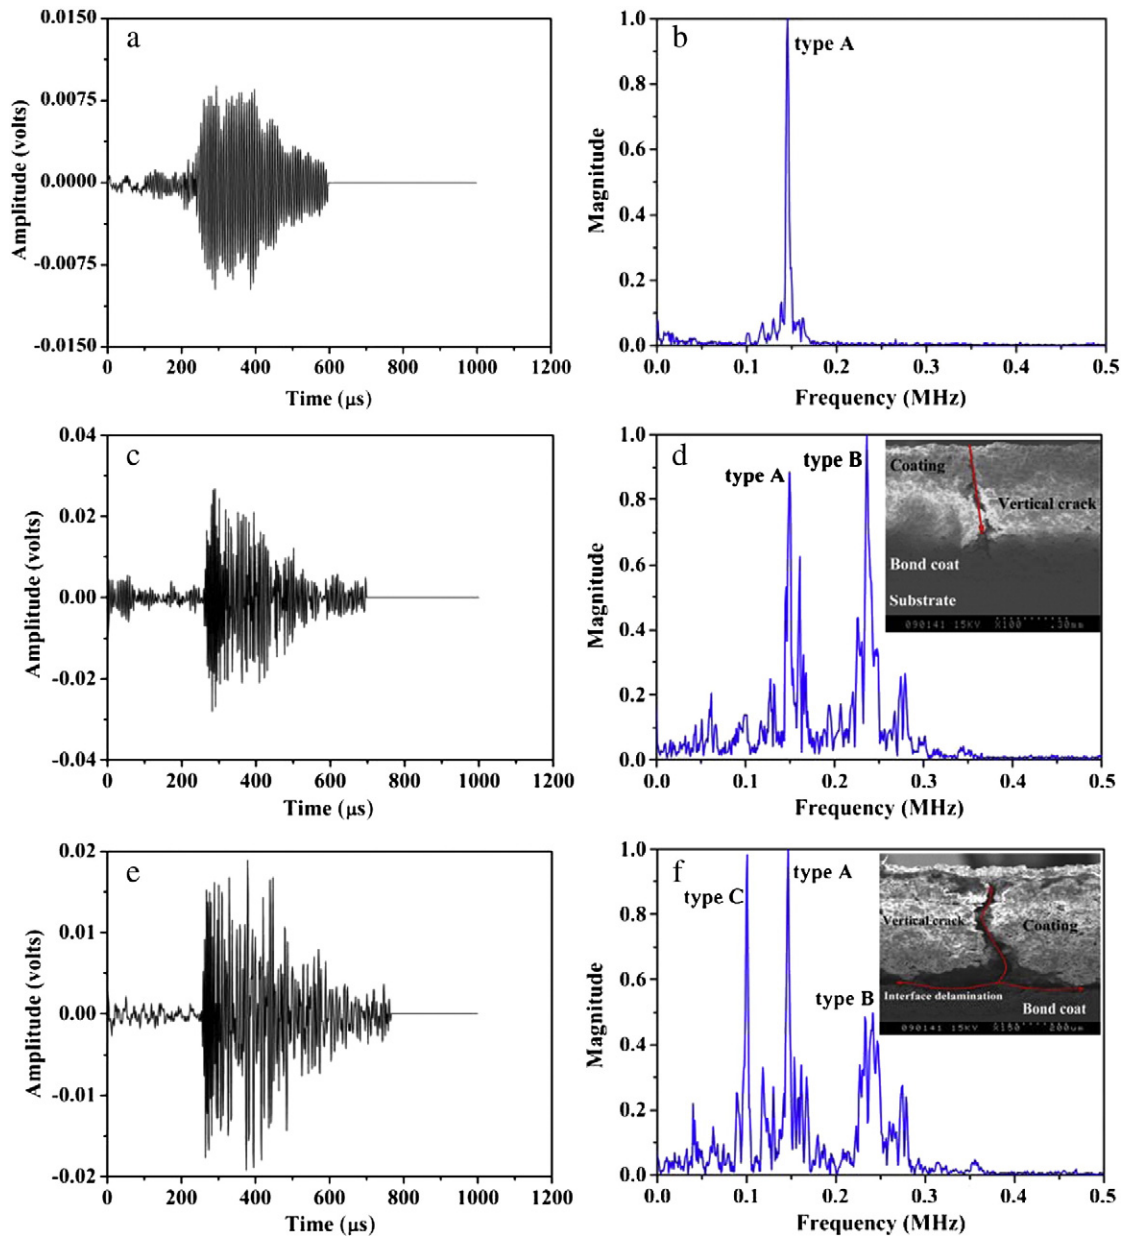 a
0.0150
0.0075
0.0000
-0.0075
-0.0150
Amplitude (volts)
0 200 400 600 800 1000 1200
Time (μs)
b
type A
1.0
0.8
0.6
0.4
0.2
0.0
Magnitude
0.0 0.1 0.2 0.3 0.4 0.5
Frequency (MHz)
c
0.04
0.02
0.00
-0.02
-0.04
Amplitude (volts)
0 200 400 600 800 1000 1200
Time (μs)
d
type A
type B
1.0
0.8
0.6
0.4
0.2
0.0
Magnitude
0.0 0.1 0.2 0.3 0.4 0.5
Frequency (MHz)
Coating
Vertical crack
Bond coat
Substrate
090141 15KV X100 .30mm
e
0.02
0.01
0.00
-0.01
-0.02
Amplitude (volts)
0 200 400 600 800 1000 1200
Time (μs)
f
type C
type A
type B
1.0
0.8
0.6
0.4
0.2
0.0
Magnitude
0.0 0.1 0.2 0.3 0.4 0.5
Frequency (MHz)
Vertical crack
Coating
Interface delamination
Bond coat
090141 15KV X150 200um